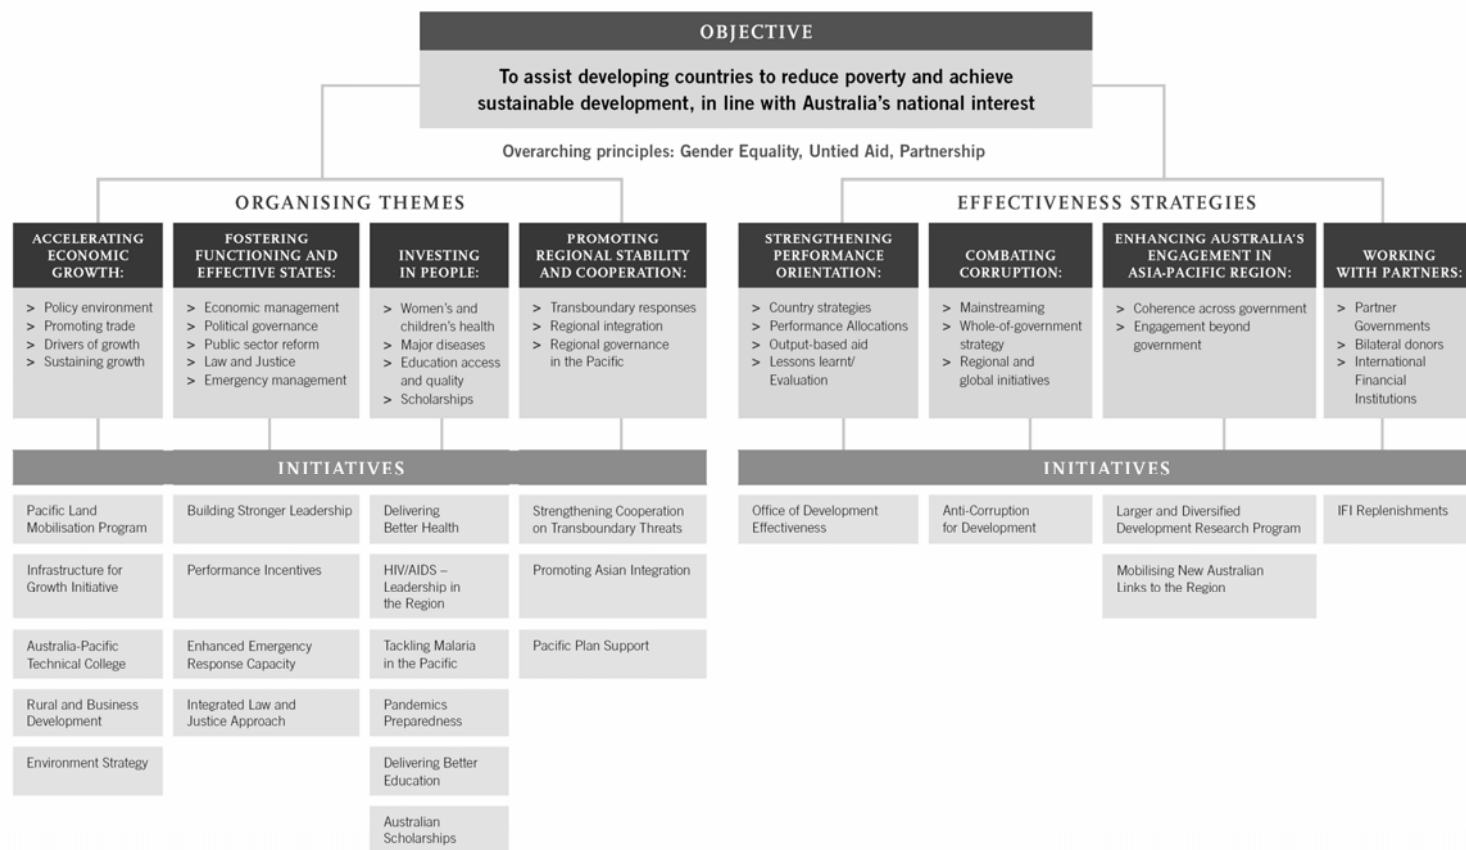 OBJECTIVE
To assist developing countries to reduce poverty and achieve
sustainable development, in line with Australia's national interest
Overarching principles: Gender Equality, Untied Aid, Partnership
ORGANISING THEMES
ACCELERATING
ECONOMIC
GROWTH:
> Policy environment
> Promoting trade
> Drivers of growth
> Sustaining growth
FOSTERING
FUNCTIONING AND
EFFECTIVE STATES:
> Economic management
> Political governance
> Public sector reform
> Law and Justice
> Emergency management
INVESTING
IN PEOPLE:
> Women's and
children's health
> Major diseases
> Education access
and quality
> Scholarships
PROMOTING
REGIONAL STABILITY
AND COOPERATION:
> Transboundary responses
> Regional integration
> Regional governance
in the Pacific
INITIATIVES
Pacific Land
Mobilisation Program
Infrastructure for
Growth Initiative
Australia-Pacific
Technical College
Rural and Business
Development
Environment Strategy
Building Stronger Leadership
Performance Incentives
Enhanced Emergency
Response Capacity
Integrated Law and
Justice Approach
Delivering
Better Health
HIV/AIDS –
Leadership in
the Region
Tackling Malaria
in the Pacific
Pandemics
Preparedness
Delivering Better
Education
Australian
Scholarships
Strengthening Cooperation
on Transboundary Threats
Promoting Asian Integration
Pacific Plan Support
EFFECTIVENESS STRATEGIES
STRENGTHENING
PERFORMANCE
ORIENTATION:
> Country strategies
> Performance Allocations
> Output-based aid
> Lessons learnt/
Evaluation
COMBATING
CORRUPTION:
> Mainstreaming
> Whole-of-government
strategy
> Regional and
global initiatives
ENHANCING AUSTRALIA'S
ENGAGEMENT IN
ASIA-PACIFIC REGION:
> Coherence across government
> Engagement beyond
government
WORKING
WITH PARTNERS:
> Partner
Governments
> Bilateral donors
> International
Financial
Institutions
INITIATIVES
Office of Development
Effectiveness
Anti-Corruption
for Development
Larger and Diversified
Development Research Program
Mobilising New Australian
Links to the Region
IFI Replenishments